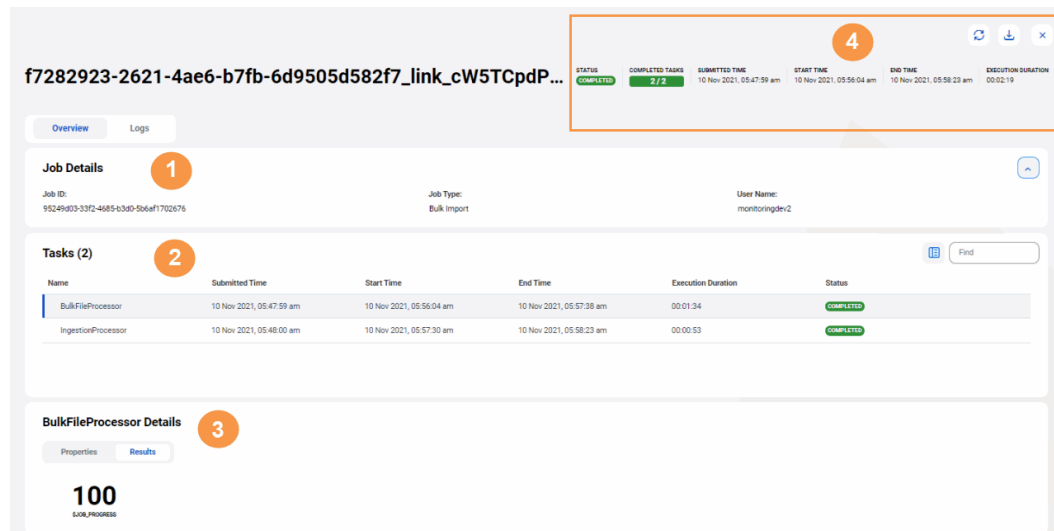 4
f7282923-2621-4ae6-b7fb-6d9505d582f7_link_cW5TCpdP...
STATUS COMPLETED TASKS SUBMITTED TIME START TIME END TIME EXECUTION DURATION
COMPLETED 2/2 10 Nov 2021, 05:47:59 am 10 Nov 2021, 05:56:04 am 10 Nov 2021, 05:58:23 am 00:02:19
Overview Logs
Job Details 1
Job ID: Job Type: User Name:
95249d03-33f2-4685-b3d0-5b6af1702676 Bulk Import monitoringdev2
Tasks (2) 2 Find
Name Submitted Time Start Time End Time Execution Duration Status
BulkFileProcessor 10 Nov 2021, 05:47:59 am 10 Nov 2021, 05:56:04 am 10 Nov 2021, 05:57:38 am 00:01:34 COMPLETED
IngestionProcessor 10 Nov 2021, 05:48:00 am 10 Nov 2021, 05:57:30 am 10 Nov 2021, 05:58:23 am 00:00:53 COMPLETED
BulkFileProcessor Details 3
Properties Results
100
$JOB_PROGRESS